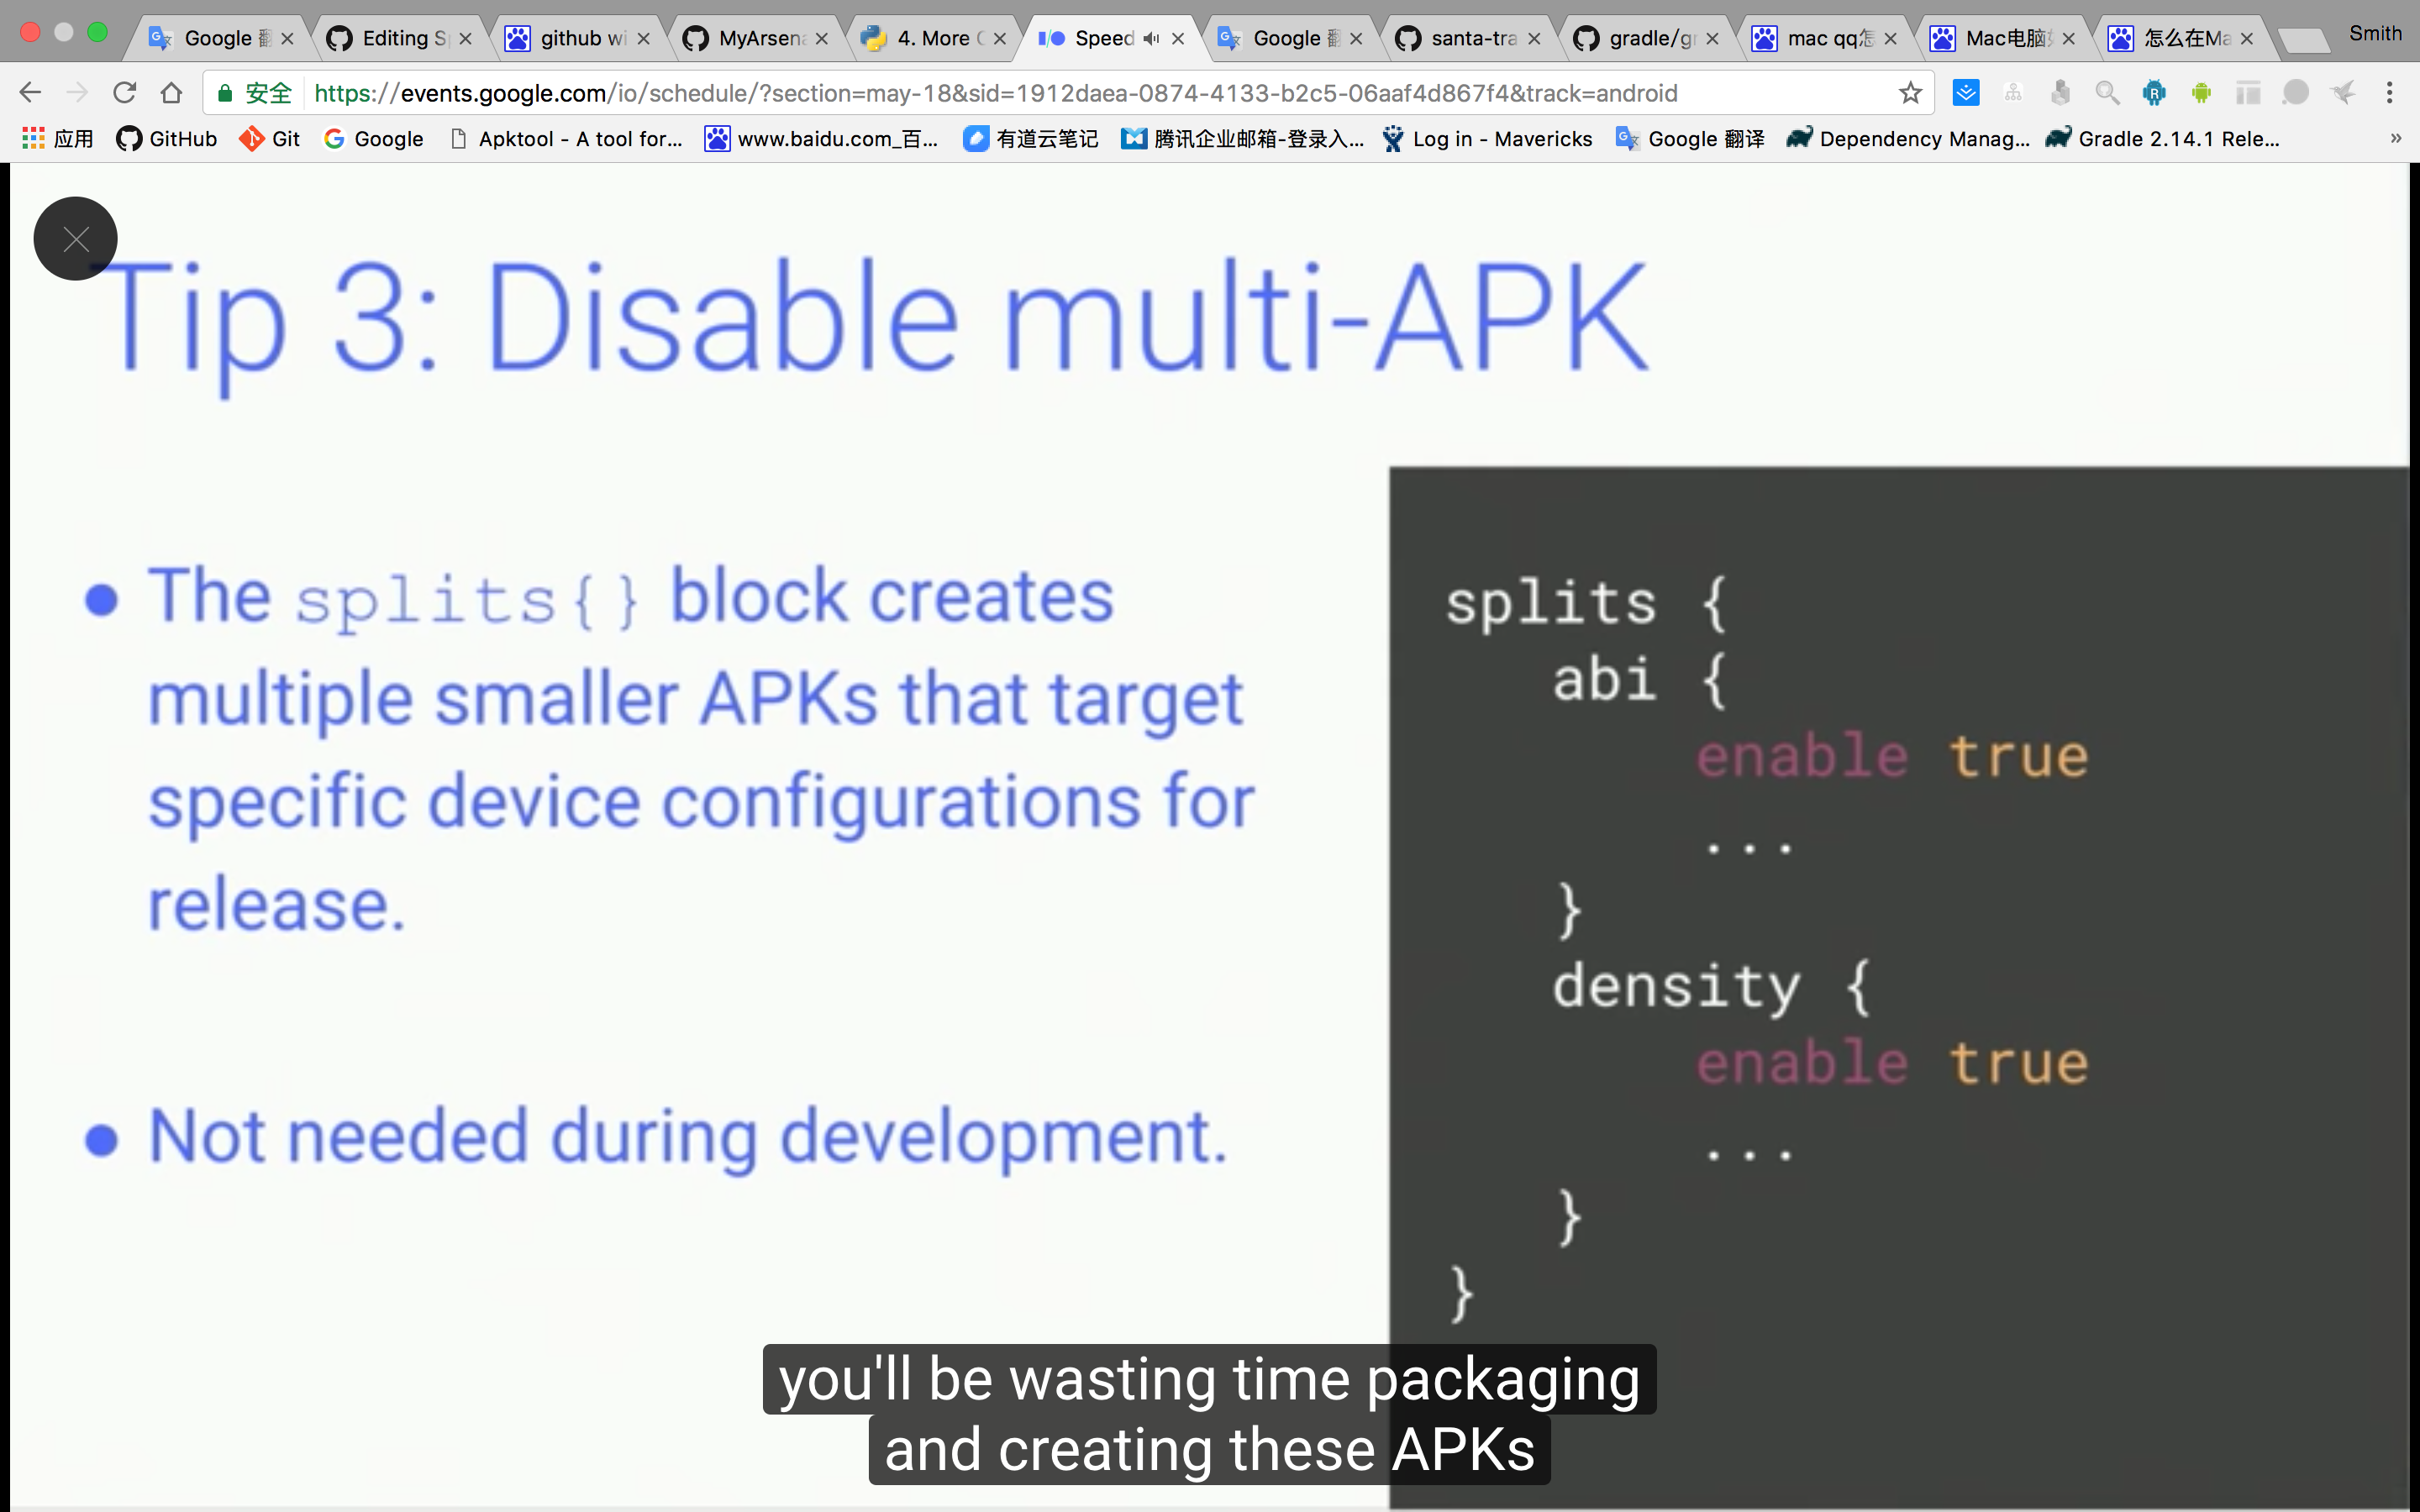 Google 翻
Editing S
github wi
MyArsena
4. More
Speed
Google 翻
santa-tra
gradle/g
mac qq怎
Mac电脑
怎么在Ma
Smith
安全 https://events.google.com/io/schedule/?section=may-18&sid=1912daea-0874-4133-b2c5-06aaf4d867f4&track=android
应用
GitHub
Git
Google
Apktool - A tool for...
www.baidu.com_百...
有道云笔记
腾讯企业邮箱-登录入...
Log in - Mavericks
Google 翻译
Dependency Manag...
Gradle 2.14.1 Rele...
»
Tip 3: Disable multi-APK
• The splits{} block creates
multiple smaller APKs that target
specific device configurations for
release.
• Not needed during development.
splits {
abi {
enable true
...
}
density {
enable true
...
}
}
you'll be wasting time packaging
and creating these APKs